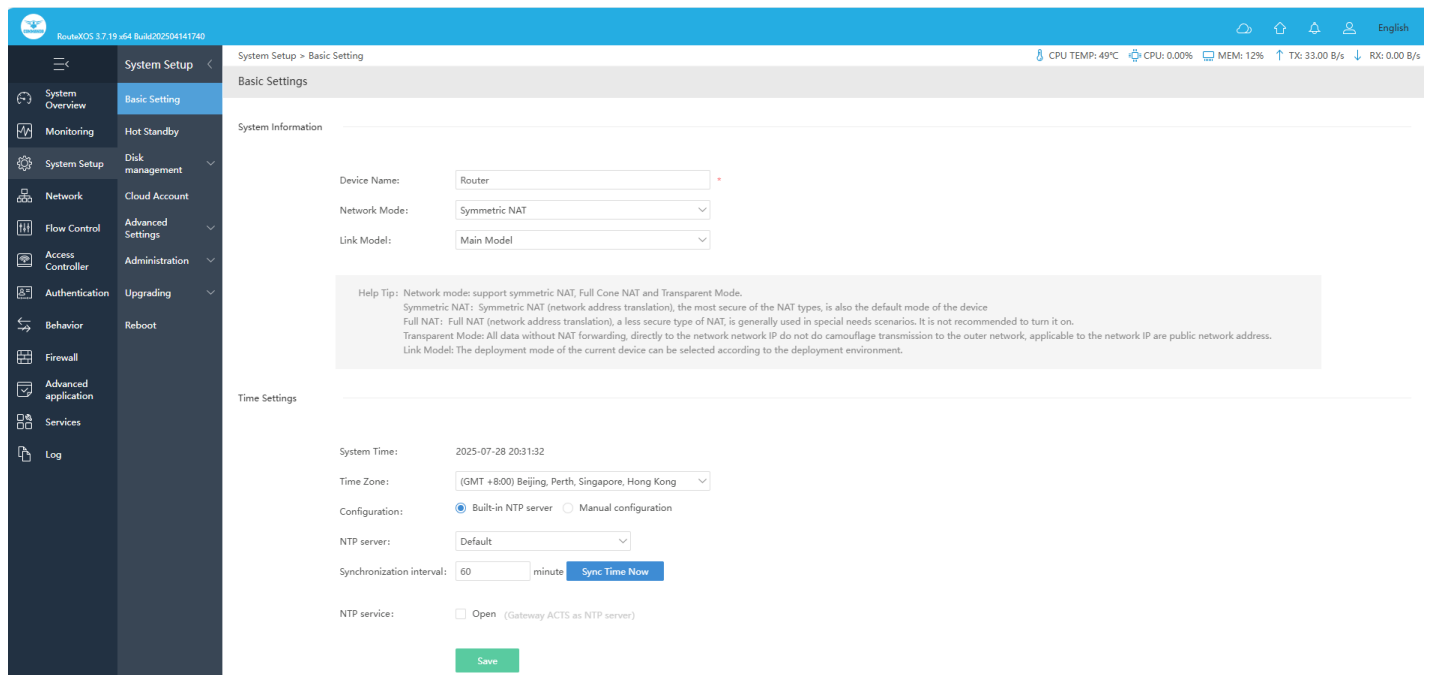 RouteXOS 3.7.19 x64 Build202504141740
English
System Setup
System Overview
Monitoring
System Setup
Network
Flow Control
Access Controller
Authentication
Behavior
Firewall
Advanced application
Services
Log
Basic Setting
Hot Standby
Disk management
Cloud Account
Advanced Settings
Administration
Upgrading
Reboot
System Setup > Basic Setting
CPU TEMP: 49℃ CPU: 0.00% MEM: 12% TX: 33.00 B/s RX: 0.00 B/s
Basic Settings
System Information
Device Name: Router *
Network Mode: Symmetric NAT
Link Model: Main Model
Help Tip: Network mode: support symmetric NAT, Full Cone NAT and Transparent Mode.
Symmetric NAT: Symmetric NAT (network address translation), the most secure of the NAT types, is also the default mode of the device
Full NAT: Full NAT (network address translation), a less secure type of NAT, is generally used in special needs scenarios. It is not recommended to turn it on.
Transparent Mode: All data without NAT forwarding, directly to the network network IP do not do camouflage transmission to the outer network, applicable to the network IP are public network address.
Link Model: The deployment mode of the current device can be selected according to the deployment environment.
Time Settings
System Time: 2025-07-28 20:31:32
Time Zone: (GMT +8:00) Beijing, Perth, Singapore, Hong Kong
Configuration: Built-in NTP server Manual configuration
NTP server: Default
Synchronization interval: 60 minute Sync Time Now
NTP service: Open (Gateway ACTS as NTP server)
Save